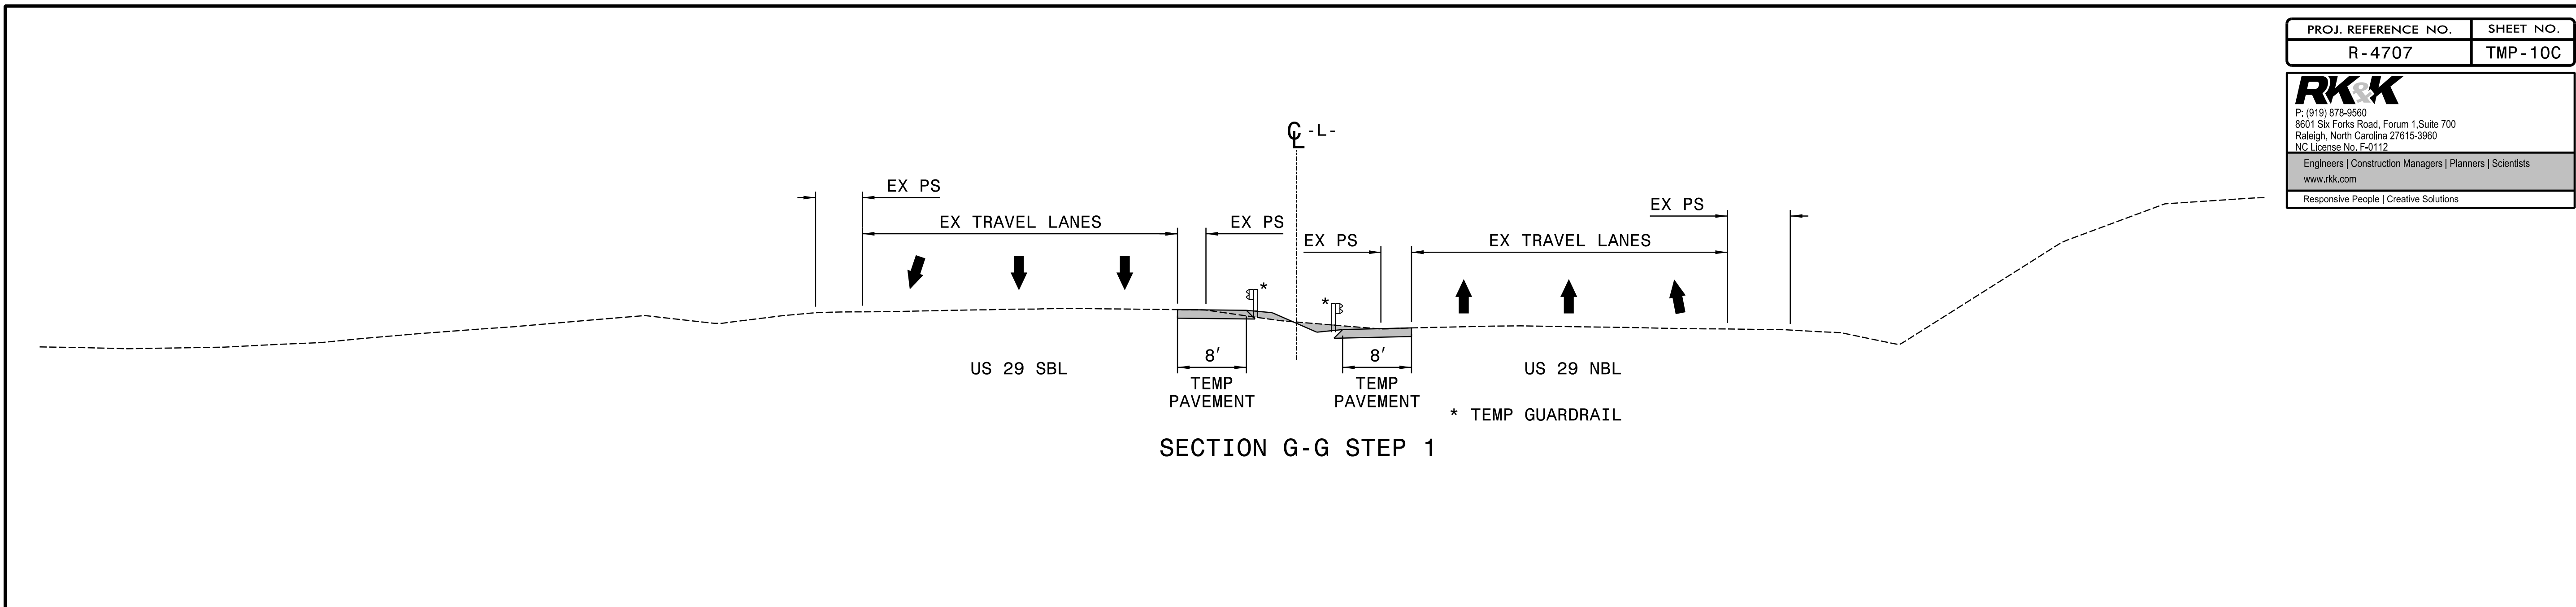 PROJ. REFERENCE NO. SHEET NO.
R-4707 TMP-10C
RK&K
P: (919) 878-9560
8601 Six Forks Road, Forum 1,Suite 700
Raleigh, North Carolina 27615-3960
NC License No. F-0112
Engineers | Construction Managers | Planners | Scientists
www.rkk.com
Responsive People | Creative Solutions
CL -L-
EX PS
EX TRAVEL LANES
EX PS
EX PS
EX PS
EX TRAVEL LANES
*
*
8'
TEMP
PAVEMENT
8'
TEMP
PAVEMENT
US 29 SBL
US 29 NBL
* TEMP GUARDRAIL
SECTION G-G STEP 1